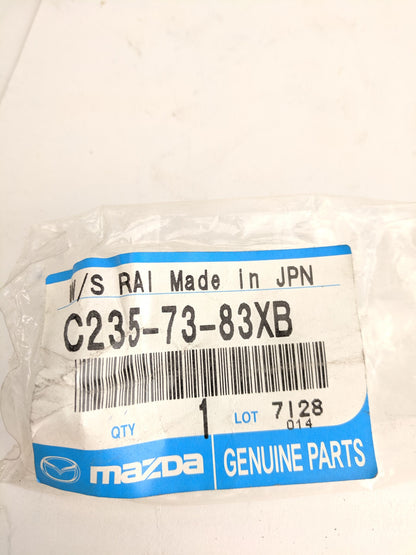 W/S RAI Made in JPN
C235-73-83XB
QTY 1 LOT 7128
014
mazda GENUINE PARTS